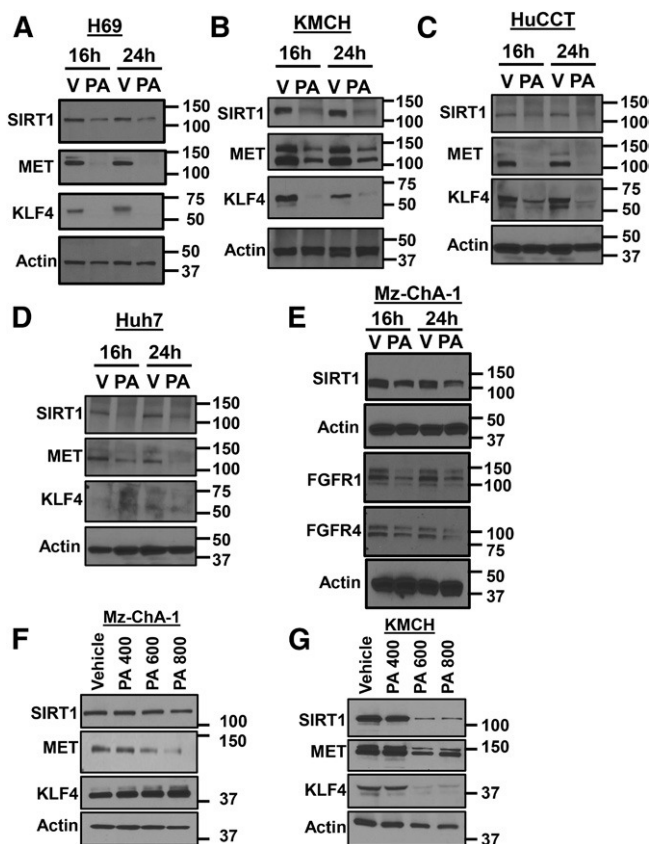 A
H69
16h 24h
V PA V PA
SIRT1
150
100
MET
150
100
KLF4
75
50
Actin
50
37
B
KMCH
16h 24h
V PA V PA
SIRT1
150
100
MET
150
100
KLF4
75
50
Actin
50
37
C
HuCCT
16h 24h
V PA V PA
SIRT1
150
100
MET
150
100
KLF4
75
50
Actin
50
37
D
Huh7
16h 24h
V PA V PA
SIRT1
150
100
MET
150
100
KLF4
75
50
Actin
50
37
E
Mz-ChA-1
16h 24h
V PA V PA
SIRT1
150
100
Actin
50
37
FGFR1
150
100
FGFR4
100
75
Actin
50
37
F
Mz-ChA-1
Vehicle
PA 400
PA 600
PA 800
SIRT1
100
MET
150
KLF4
37
Actin
37
G
KMCH
Vehicle
PA 400
PA 600
PA 800
SIRT1
100
MET
150
KLF4
37
Actin
37